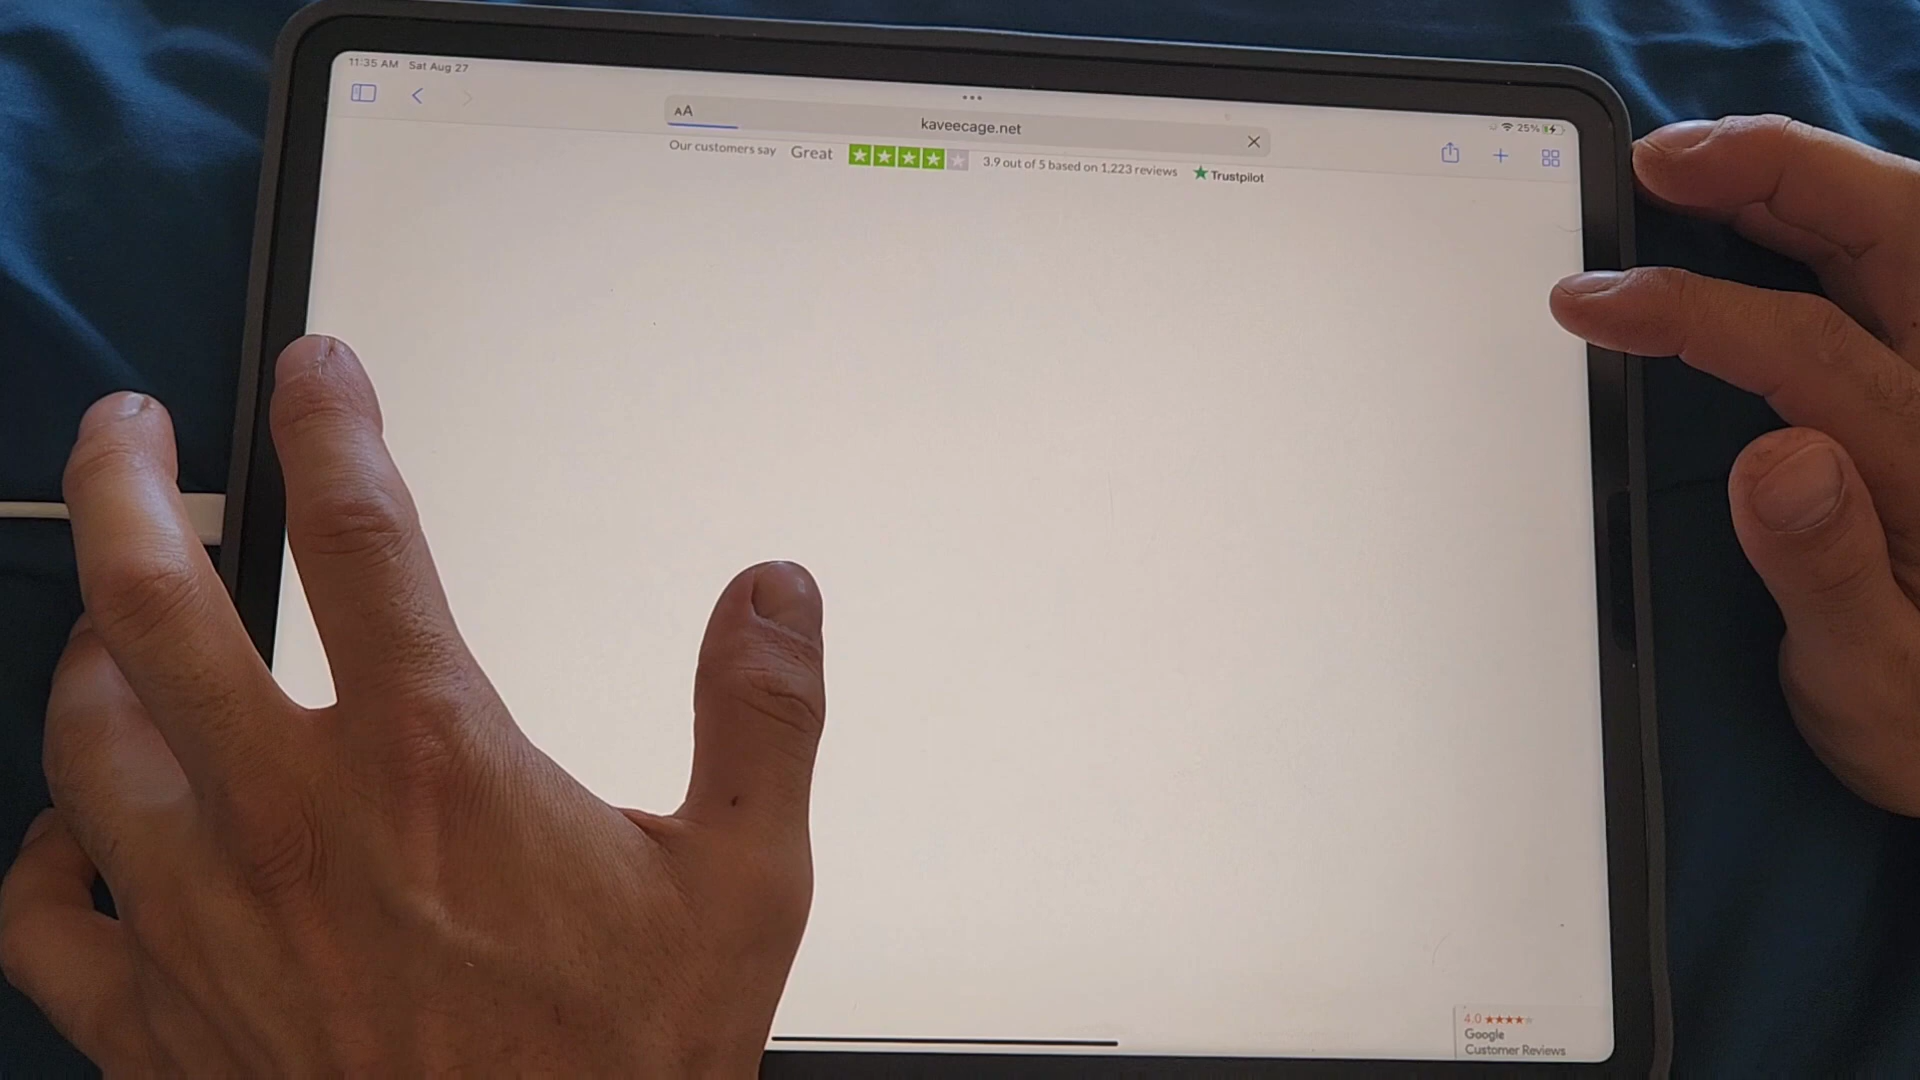 11:35 AM Sat Aug 27
25%
AA
kaveecage.net
Our customers say Great 3.9 out of 5 based on 1,223 reviews Trustpilot
4.0
Google
Customer Reviews